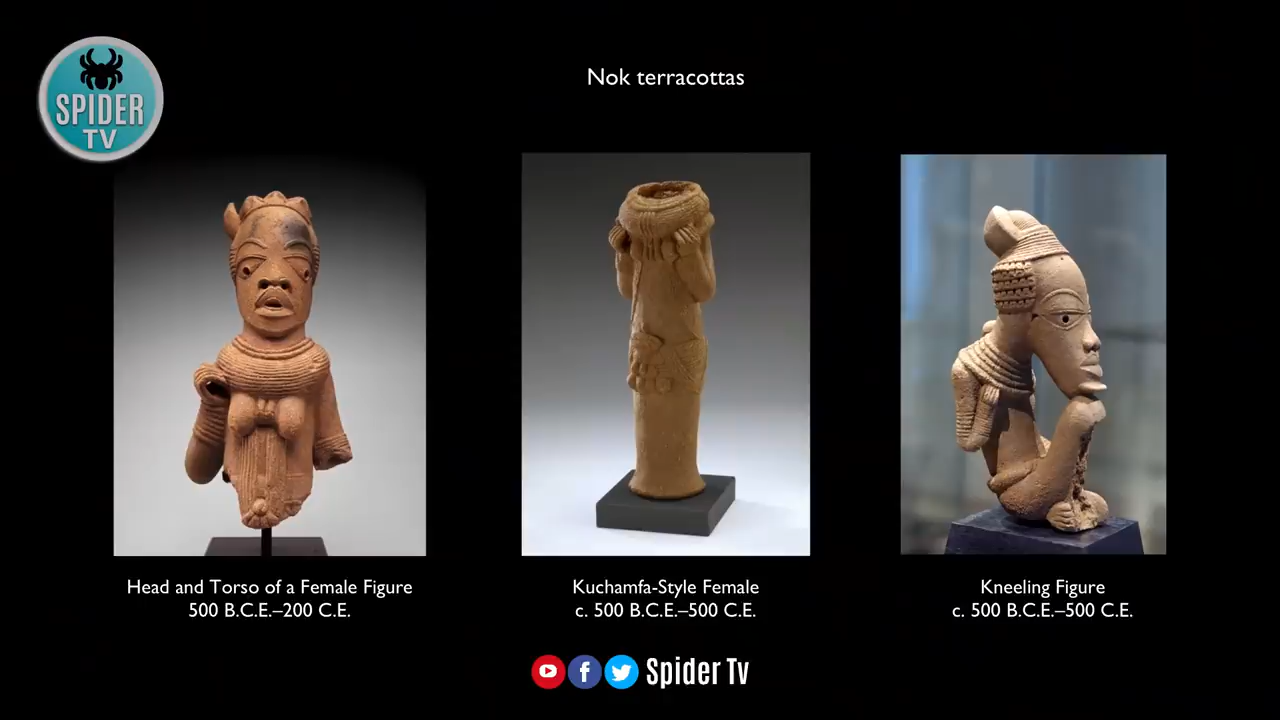 SPIDER
TV
Nok terracottas
Head and Torso of a Female Figure
500 B.C.E.–200 C.E.
Kuchamfa-Style Female
c. 500 B.C.E.–500 C.E.
Kneeling Figure
c. 500 B.C.E.–500 C.E.
Spider Tv